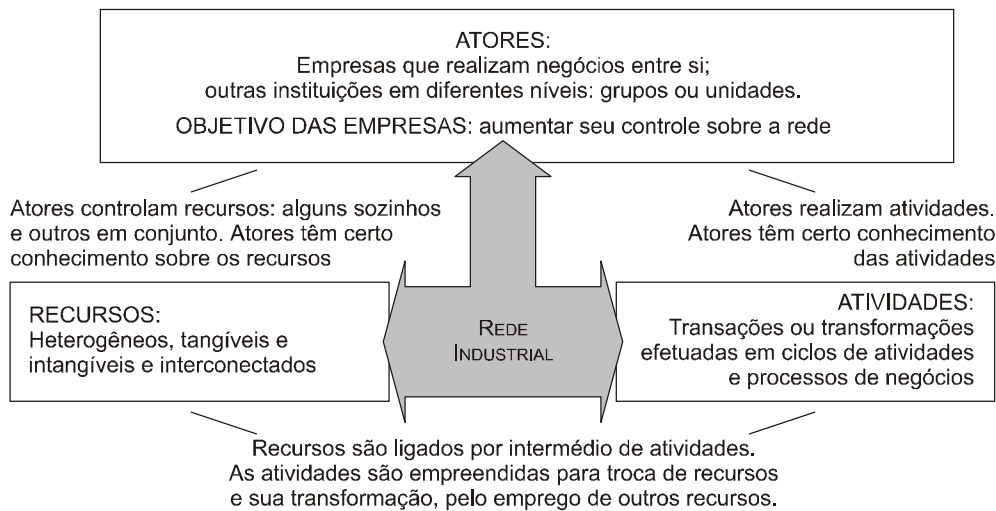 ATORES:
Empresas que realizam negócios entre si;
outras instituições em diferentes níveis: grupos ou unidades.
OBJETIVO DAS EMPRESAS: aumentar seu controle sobre a rede
Atores controlam recursos: alguns sozinhos
e outros em conjunto. Atores têm certo
conhecimento sobre os recursos
Atores realizam atividades.
Atores têm certo conhecimento
das atividades
RECURSOS:
Heterogêneos, tangíveis e
intangíveis e interconectados
REDE
INDUSTRIAL
ATIVIDADES:
Transações ou transformações
efetuadas em ciclos de atividades
e processos de negócios
Recursos são ligados por intermédio de atividades.
As atividades são empreendidas para troca de recursos
e sua transformação, pelo emprego de outros recursos.